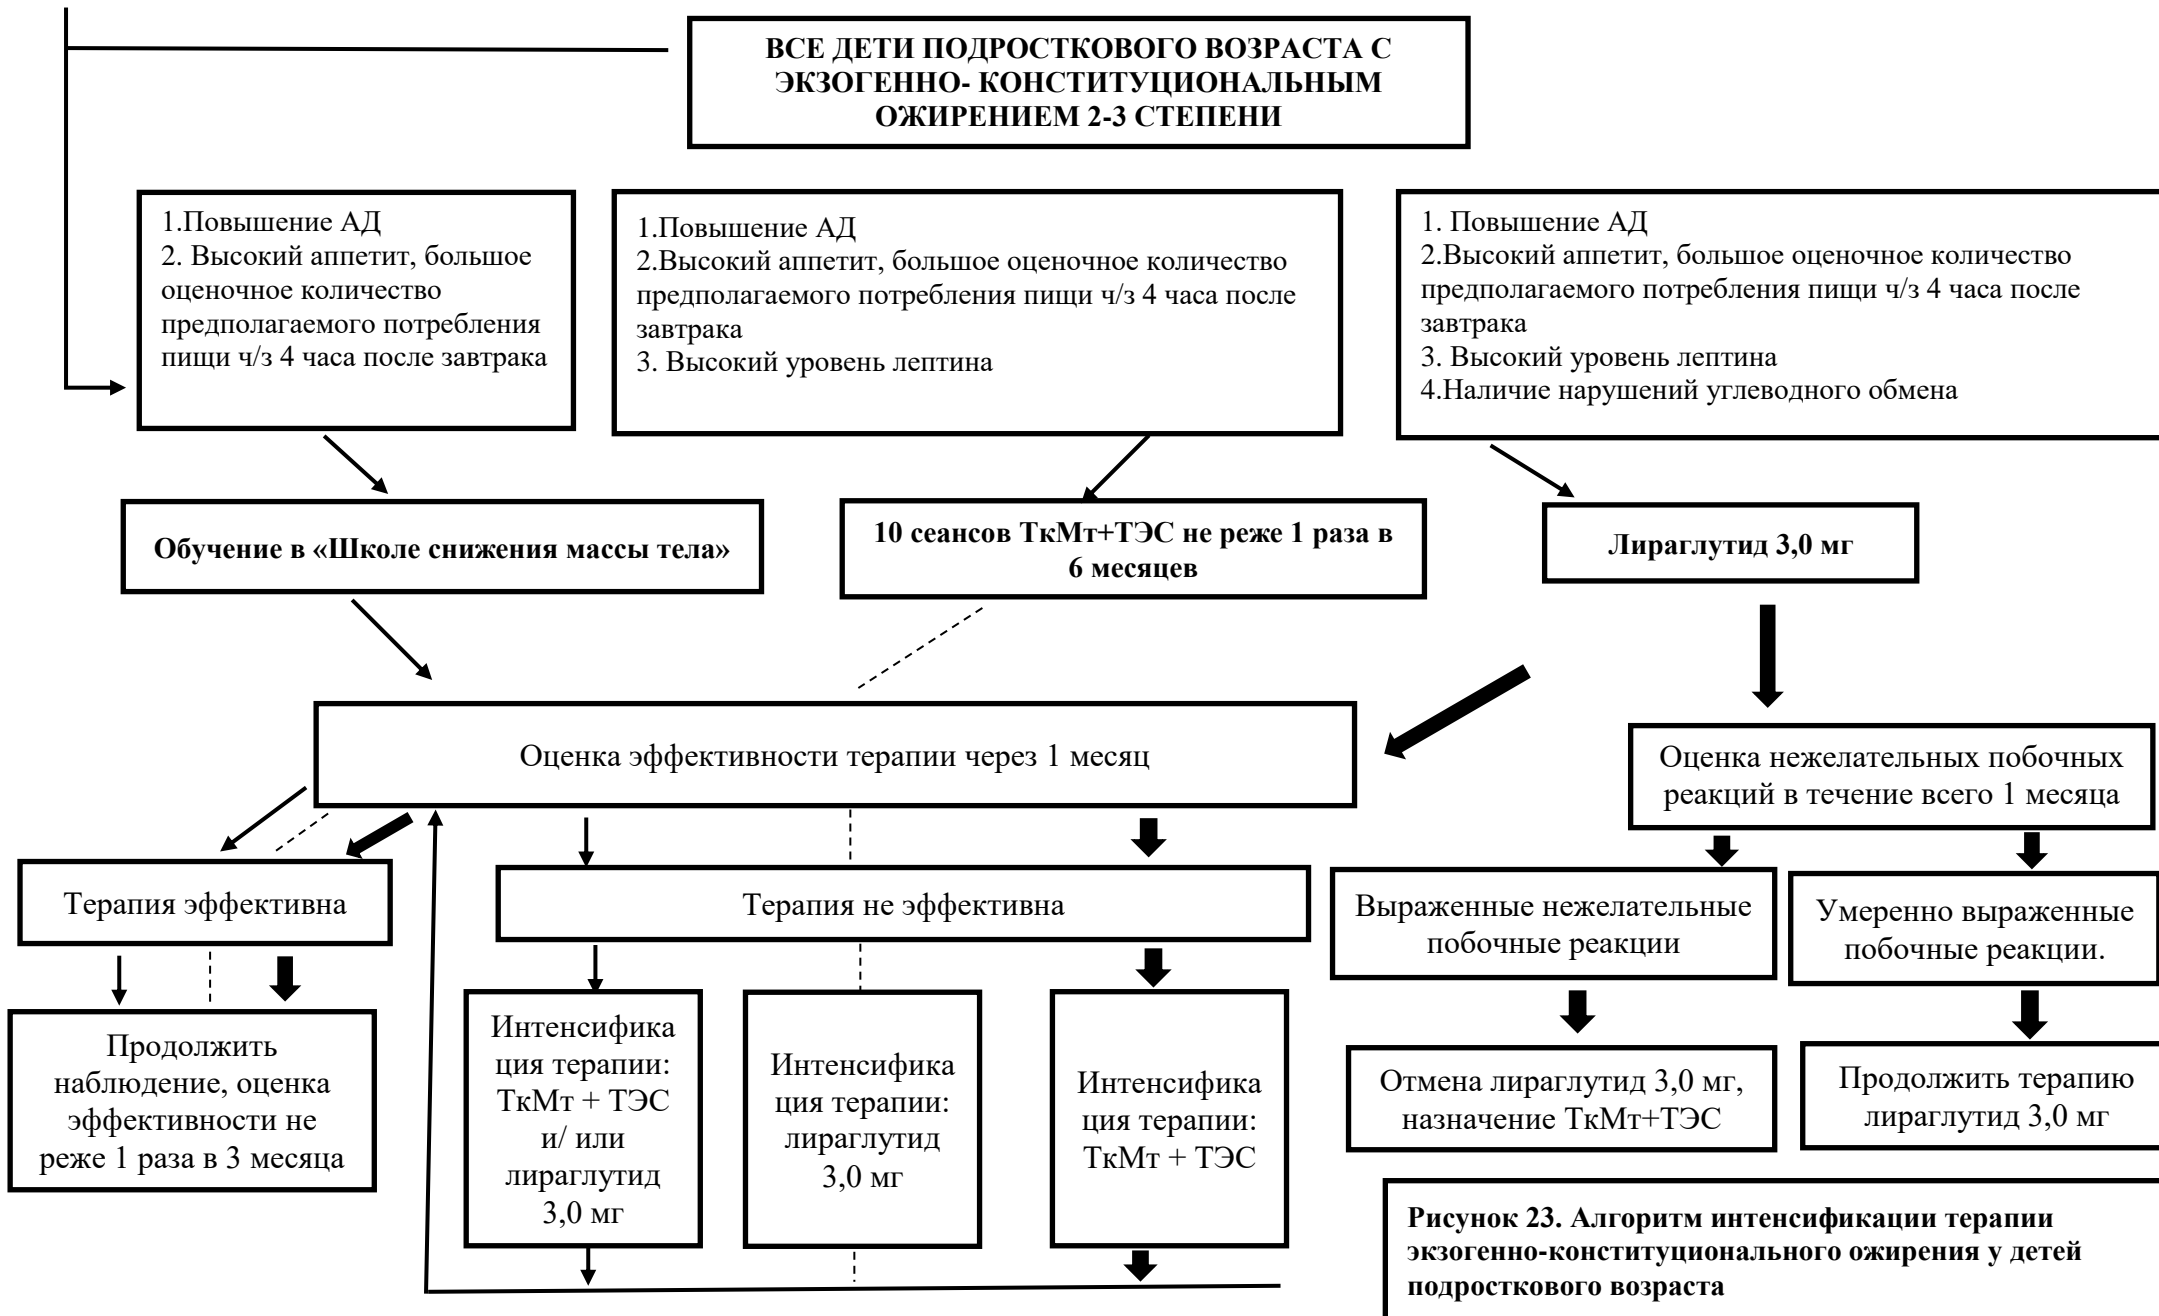 ВСЕ ДЕТИ ПОДРОСТКОВОГО ВОЗРАСТА С
ЭКЗОГЕННО- КОНСТИТУЦИОНАЛЬНЫМ
ОЖИРЕНИЕМ 2-3 СТЕПЕНИ
1.Повышение АД
2. Высокий аппетит, большое
оценочное количество
предполагаемого потребления
пищи ч/з 4 часа после завтрака
1.Повышение АД
2.Высокий аппетит, большое оценочное количество
предполагаемого потребления пищи ч/з 4 часа после
завтрака
3. Высокий уровень лептина
1. Повышение АД
2.Высокий аппетит, большое оценочное количество
предполагаемого потребления пищи ч/з 4 часа после
завтрака
3. Высокий уровень лептина
4.Наличие нарушений углеводного обмена
Обучение в «Школе снижения массы тела»
10 сеансов ТкМт+ТЭС не реже 1 раза в
6 месяцев
Лираглутид 3,0 мг
Оценка эффективности терапии через 1 месяц
Оценка нежелательных побочных
реакций в течение всего 1 месяца
Терапия эффективна
Терапия не эффективна
Выраженные нежелательные
побочные реакции
Умеренно выраженные
побочные реакции.
Продолжить
наблюдение, оценка
эффективности не
реже 1 раза в 3 месяца
Интенсифика
ция терапии:
ТкМт + ТЭС
и/ или
лираглутид
3,0 мг
Интенсифика
ция терапии:
лираглутид
3,0 мг
Интенсифика
ция терапии:
ТкМт + ТЭС
Отмена лираглутид 3,0 мг,
назначение ТкМт+ТЭС
Продолжить терапию
лираглутид 3,0 мг
Рисунок 23. Алгоритм интенсификации терапии
экзогенно-конституционального ожирения у детей
подросткового возраста